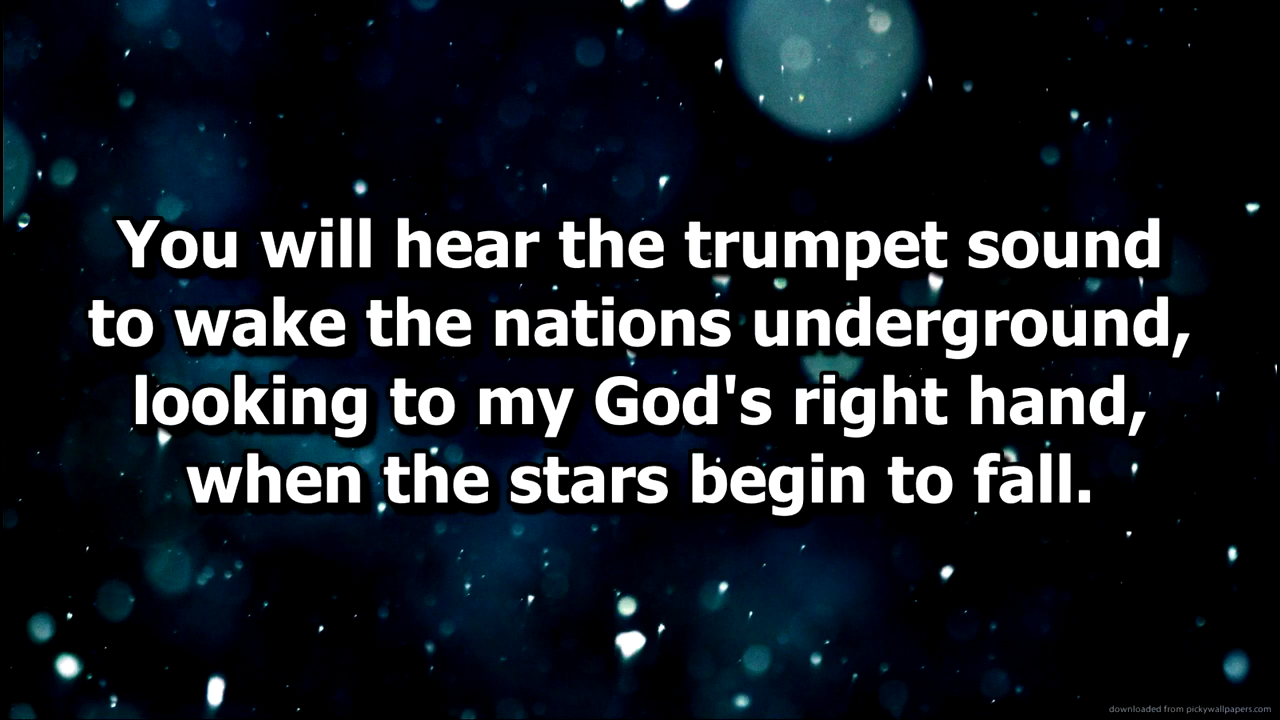 You will hear the trumpet sound
to wake the nations underground,
looking to my God's right hand,
when the stars begin to fall.
downloaded from pickywallpapers.com